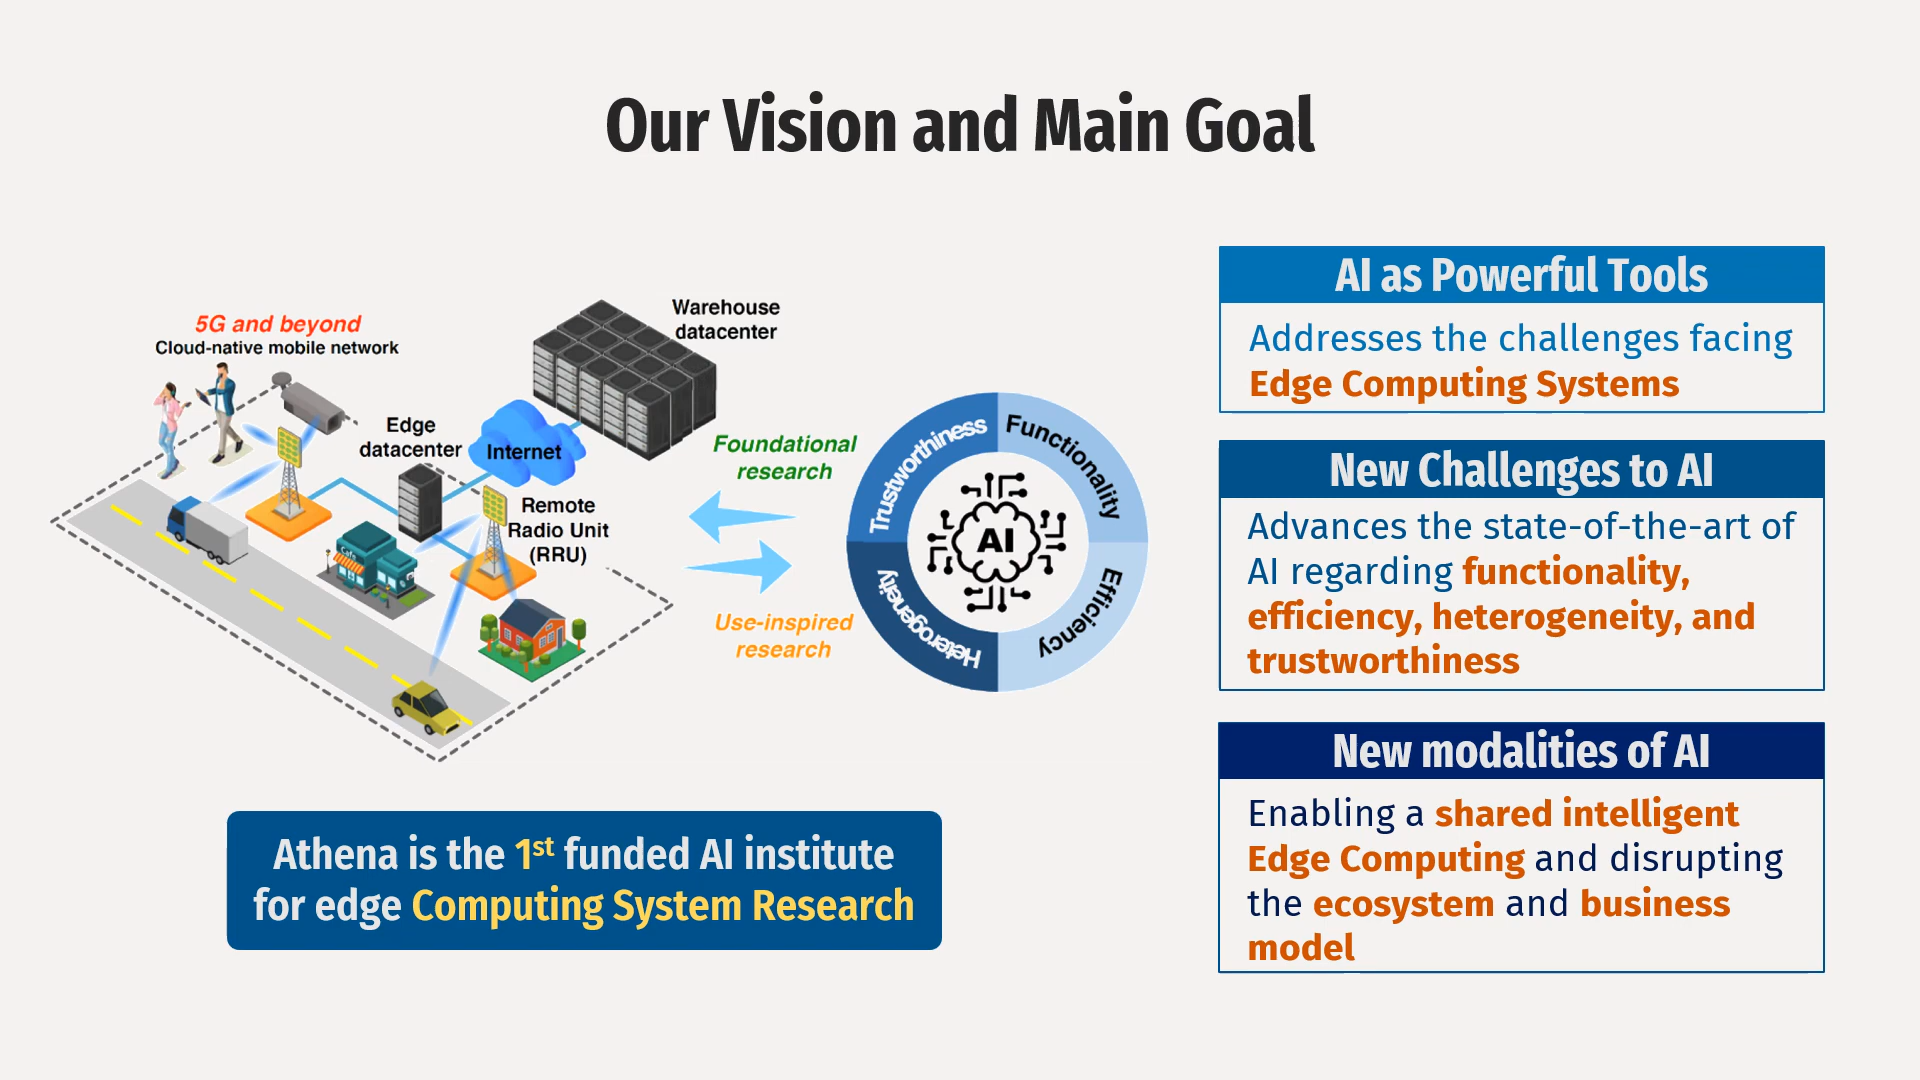 Our Vision and Main Goal
5G and beyond
Cloud-native mobile network
Warehouse
datacenter
Edge
datacenter
Internet
Remote
Radio Unit
(RRU)
Cafe
Foundational
research
Use-inspired
research
Trustworthiness
Functionality
Heterogeneity
Efficiency
AI
Athena is the 1st funded AI institute
for edge Computing System Research
AI as Powerful Tools
Addresses the challenges facing
Edge Computing Systems
New Challenges to AI
Advances the state-of-the-art of
AI regarding functionality,
efficiency, heterogeneity, and
trustworthiness
New modalities of AI
Enabling a shared intelligent
Edge Computing and disrupting
the ecosystem and business
model